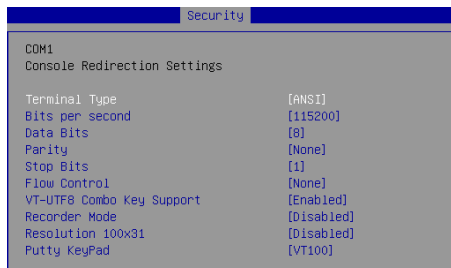 Security
COM1
Console Redirection Settings
Terminal Type [ANSI]
Bits per second [115200]
Data Bits [8]
Parity [None]
Stop Bits [1]
Flow Control [None]
VT-UTF8 Combo Key Support [Enabled]
Recorder Mode [Disabled]
Resolution 100x31 [Disabled]
Putty KeyPad [VT100]